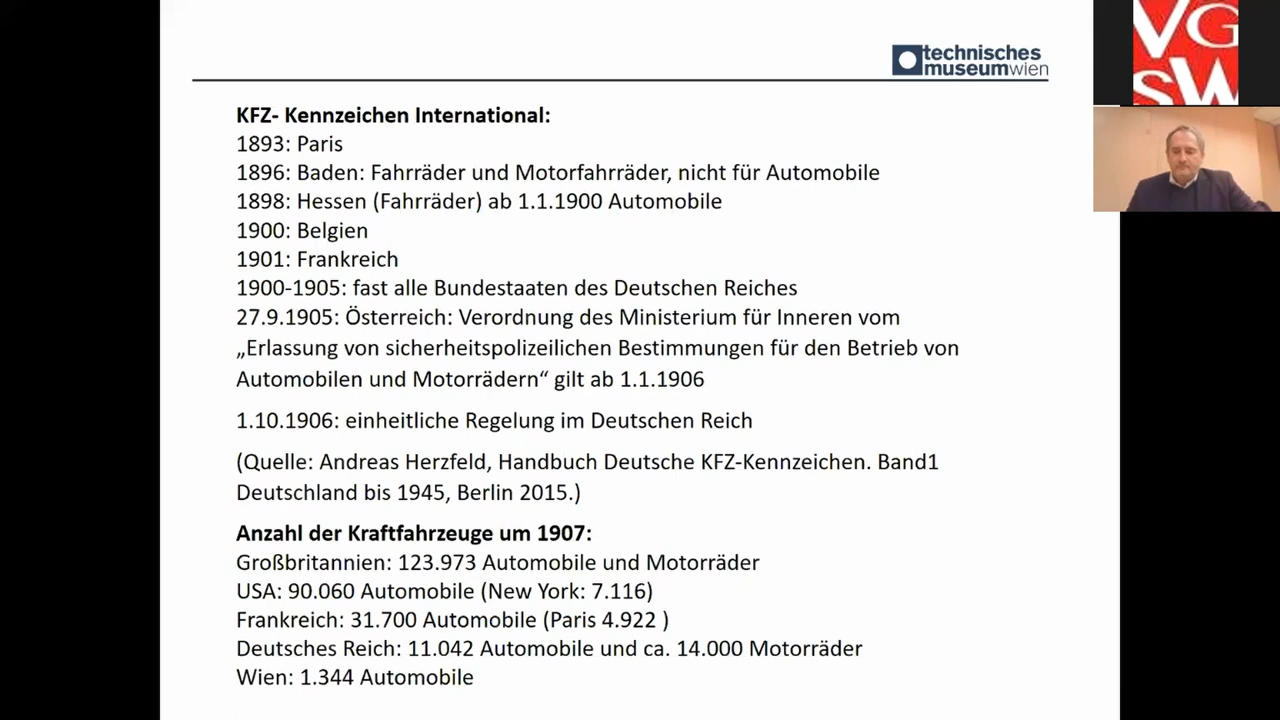 technisches
museumwien
VG
SW
KFZ- Kennzeichen International:
1893: Paris
1896: Baden: Fahrräder und Motorfahrräder, nicht für Automobile
1898: Hessen (Fahrräder) ab 1.1.1900 Automobile
1900: Belgien
1901: Frankreich
1900-1905: fast alle Bundestaaten des Deutschen Reiches
27.9.1905: Österreich: Verordnung des Ministerium für Inneren vom
„Erlassung von sicherheitspolizeilichen Bestimmungen für den Betrieb von
Automobilen und Motorrädern“ gilt ab 1.1.1906
1.10.1906: einheitliche Regelung im Deutschen Reich
(Quelle: Andreas Herzfeld, Handbuch Deutsche KFZ-Kennzeichen. Band1
Deutschland bis 1945, Berlin 2015.)
Anzahl der Kraftfahrzeuge um 1907:
Großbritannien: 123.973 Automobile und Motorräder
USA: 90.060 Automobile (New York: 7.116)
Frankreich: 31.700 Automobile (Paris 4.922 )
Deutsches Reich: 11.042 Automobile und ca. 14.000 Motorräder
Wien: 1.344 Automobile